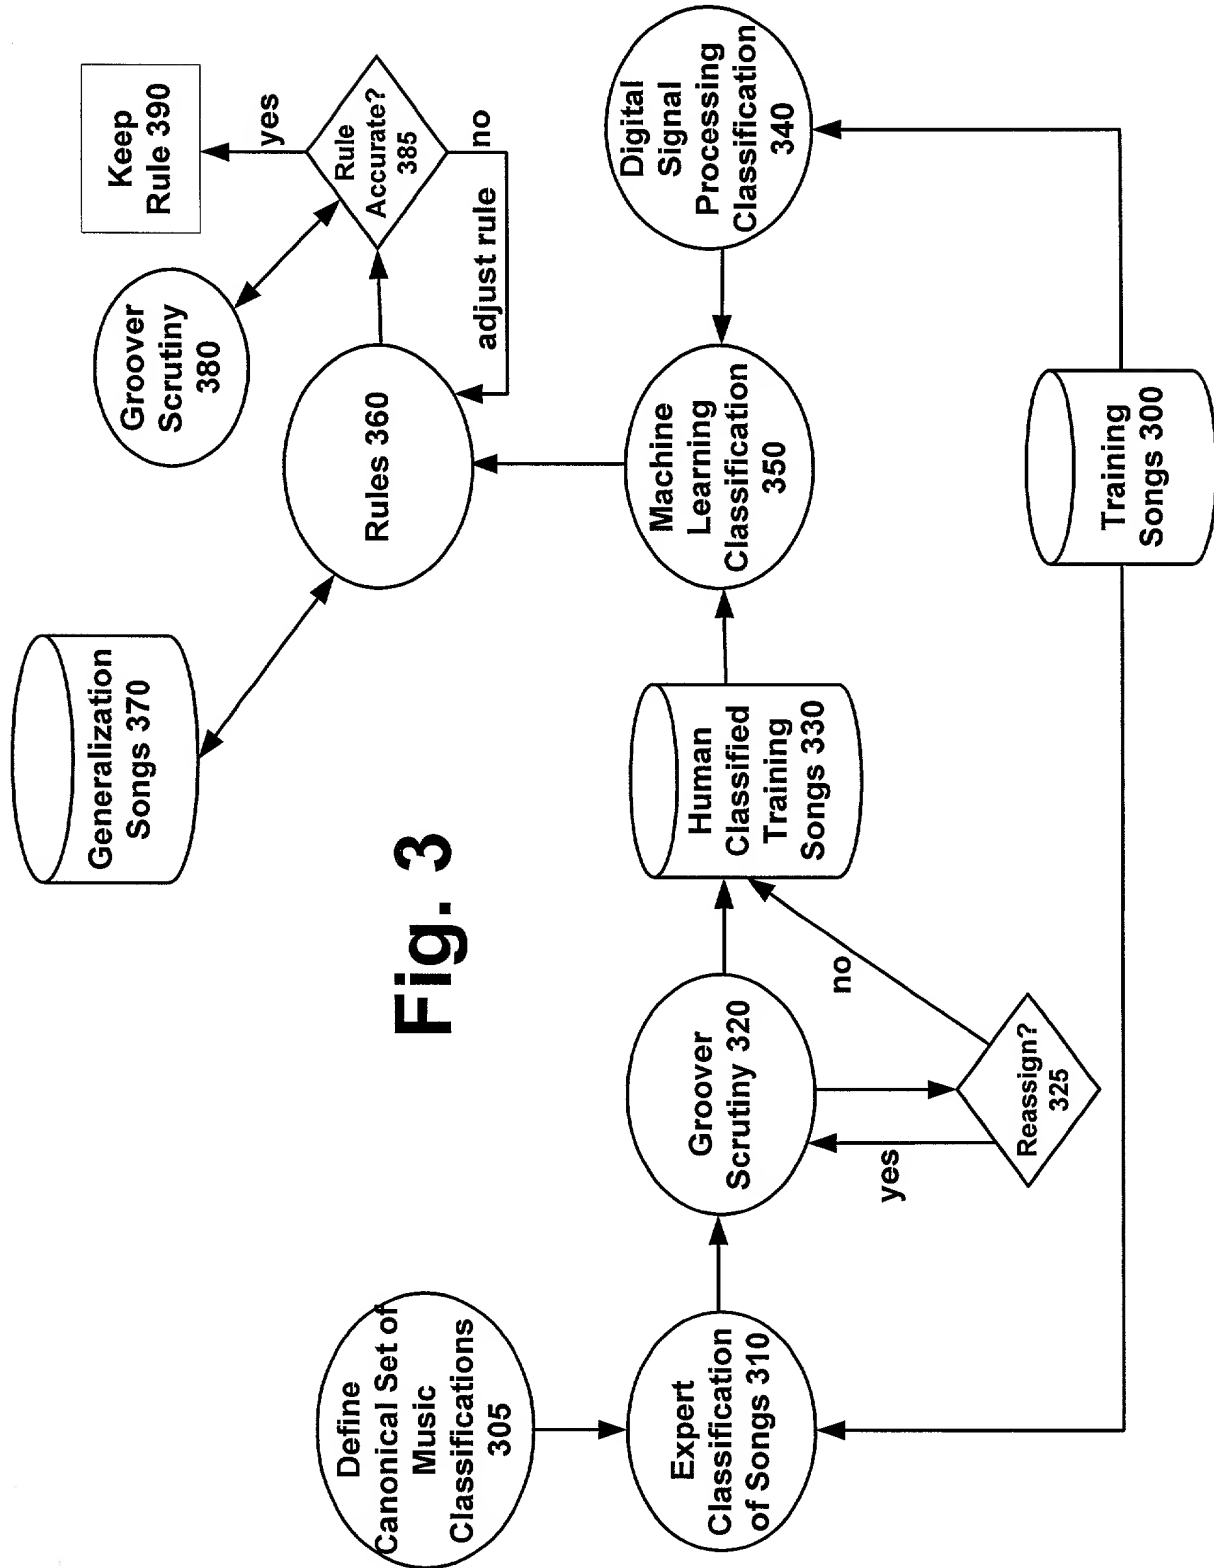 Generalization
Songs 370
Groover
Scrutiny
380
Keep
Rule 390
yes
Rule
Accurate?
385
no
adjust rule
Rules 360
Fig. 3
Define
Canonical Set of
Music
Classifications
305
Expert
Classification
of Songs 310
Groover
Scrutiny 320
yes
no
Reassign?
325
Human
Classified
Training
Songs 330
Machine
Learning
Classification
350
Digital
Signal
Processing
Classification
340
Training
Songs 300